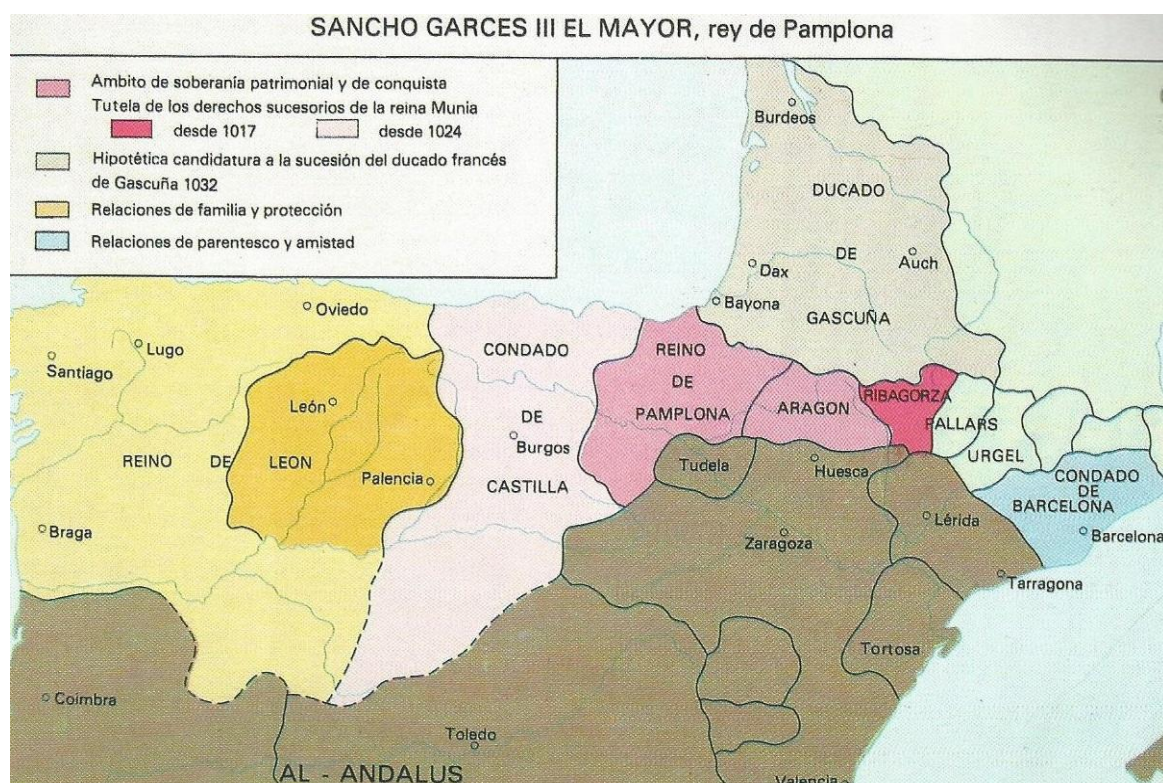 SANCHO GARCES III EL MAYOR, rey de Pamplona
Ambito de soberanía patrimonial y de conquista
Tutela de los derechos sucesorios de la reina Munia
desde 1017
desde 1024
Hipotética candidatura a la sucesión del ducado francés
de Gascuña 1032
Relaciones de familia y protección
Relaciones de parentesco y amistad
Burdeos
DUCADO
DE
GASCUÑA
Auch
Dax
Bayona
Oviedo
Lugo
Santiago
CONDADO
DE
CASTILLA
Burgos
REINO
DE
PAMPLONA
ARAGON
RIBAGORZA
PALLARS
URGEL
CONDADO
DE
BARCELONA
Barcelona
León
REINO DE LEON
Palencia
Braga
Tudela
Huesca
Zaragoza
Lérida
Tarragona
Tortosa
Coimbra
Toledo
AL - ANDALUS
Valencia